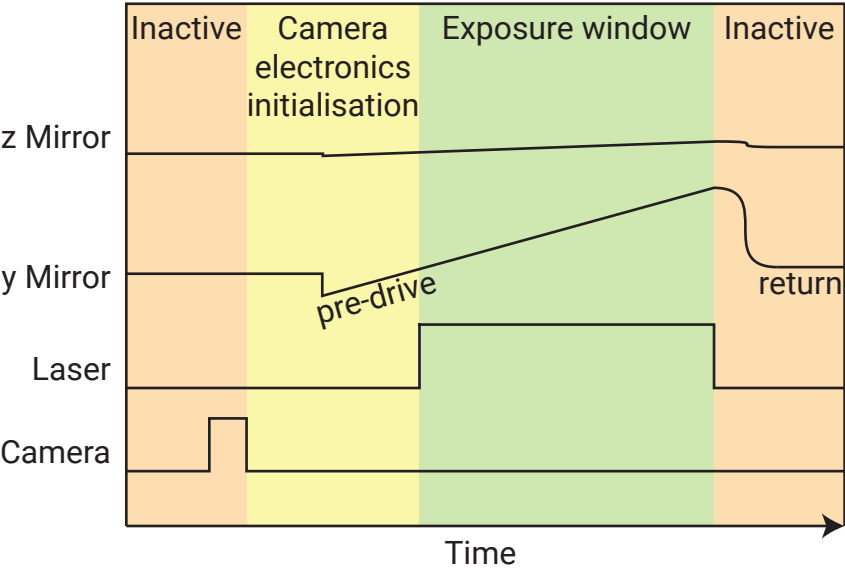 Inactive
Camera
electronics
initialisation
Exposure window
Inactive
z Mirror
y Mirror
pre-drive
return
Laser
Camera
Time